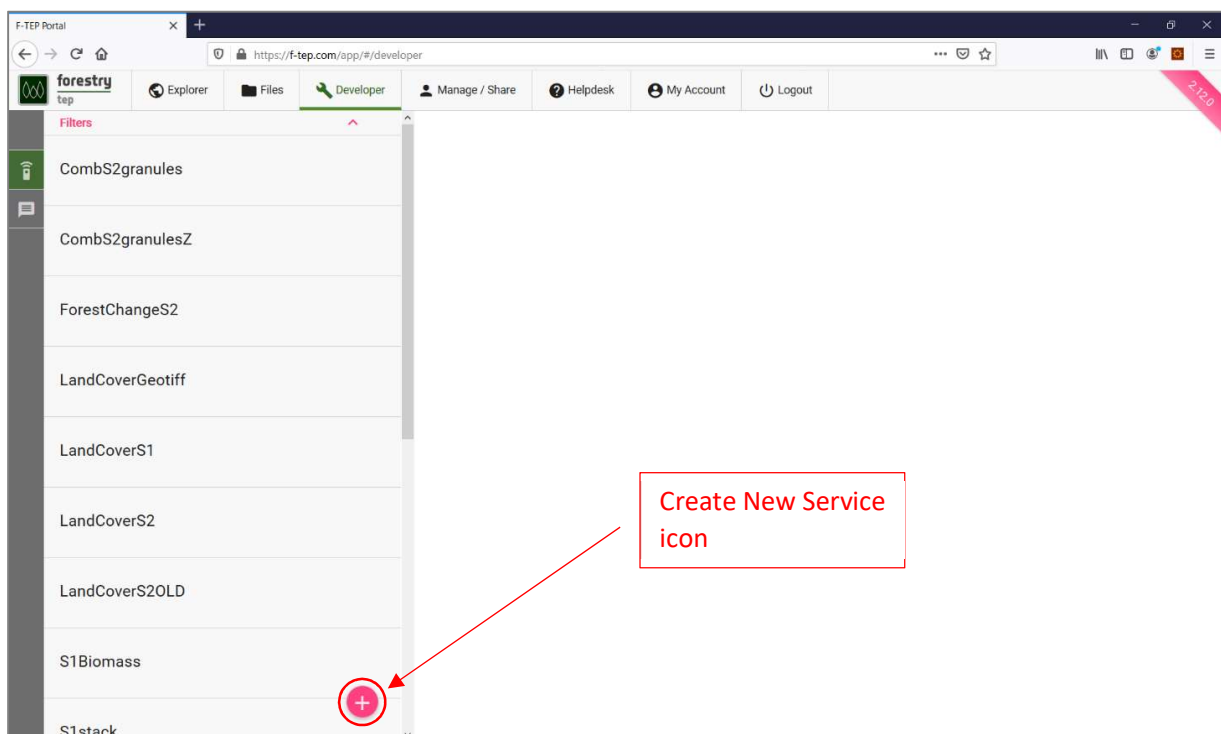 F-TEP Portal
https://f-tep.com/app/#/developer
forestry
tep
Explorer
Files
Developer
Manage / Share
Helpdesk
My Account
Logout
2.12.0
Filters
CombS2granules
CombS2granulesZ
ForestChangeS2
LandCoverGeotiff
LandCoverS1
LandCoverS2
LandCoverS2OLD
S1Biomass
S1stack
Create New Service
icon